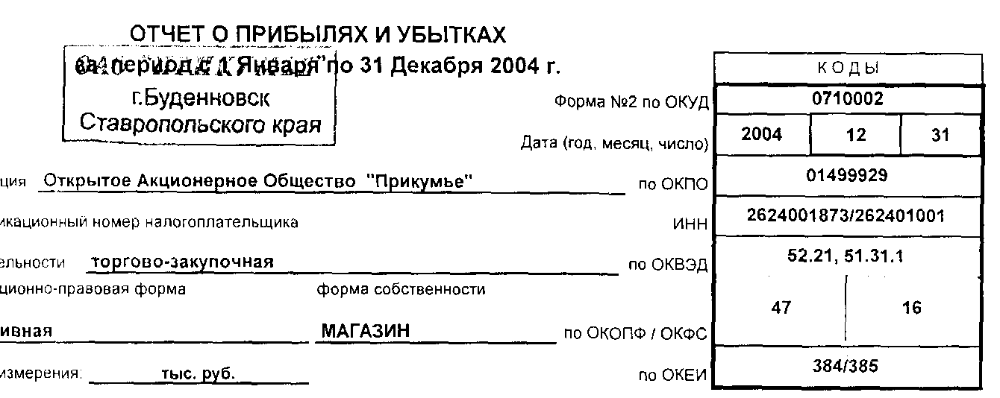 ОТЧЕТ О ПРИБЫЛЯХ И УБЫТКАХ
за период с 1 Января по 31 Декабря 2004 г.
г.Буденновск
Ставропольского края
КОДЫ
Форма №2 по ОКУД 0710002
Дата (год, месяц, число) 2004 12 31
ция Открытое Акционерное Общество "Прикумье" по ОКПО 01499929
икационный номер налогоплательщика ИНН 2624001873/262401001
ельности торгово-закупочная по ОКВЭД 52.21, 51.31.1
ционно-правовая форма форма собственности
ивная МАГАЗИН по ОКОПФ / ОКФС 47 16
измерения: тыс. руб. по ОКЕИ 384/385